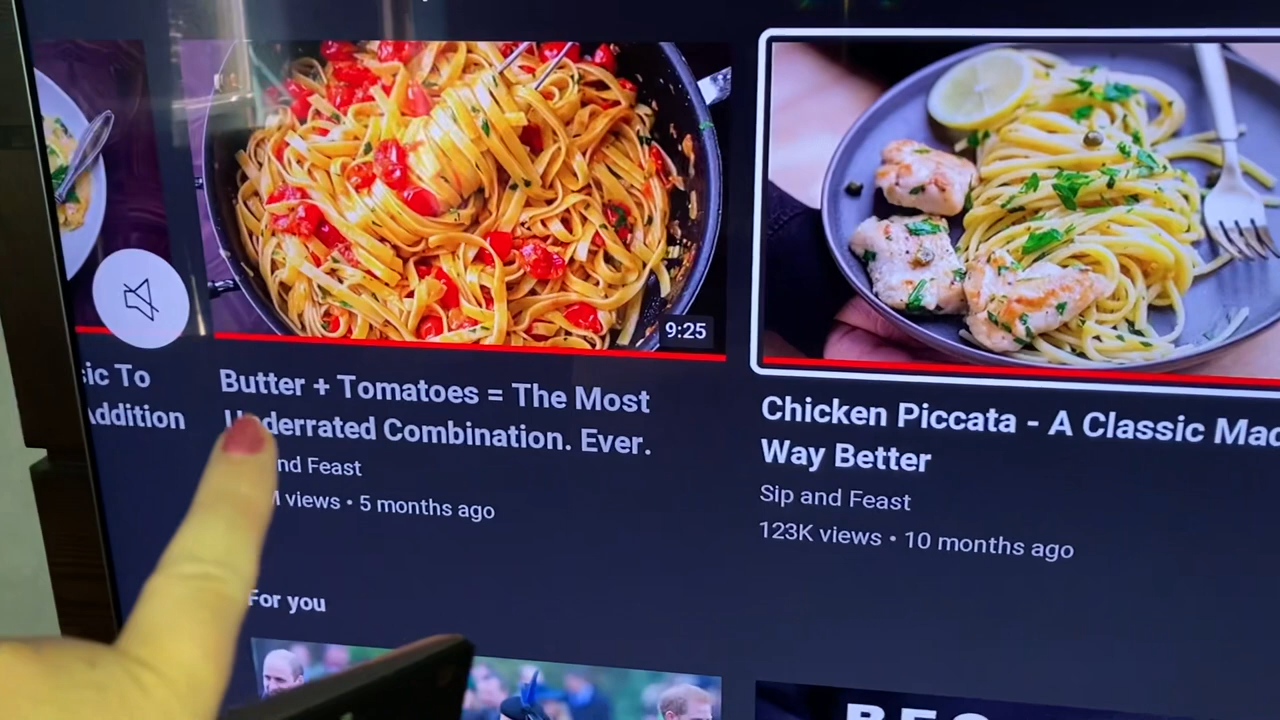 9:25
sic To
Addition
Butter + Tomatoes = The Most
Underrated Combination. Ever.
nd Feast
M views • 5 months ago
Chicken Piccata - A Classic Mad
Way Better
Sip and Feast
123K views • 10 months ago
For you